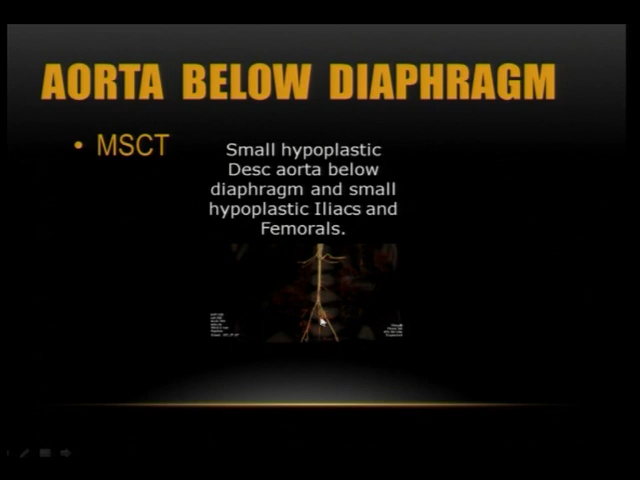 AORTA BELOW DIAPHRAGM
• MSCT
Small hypoplastic
Desc aorta below
diaphragm and small
hypoplastic Iliacs and
Femorals.